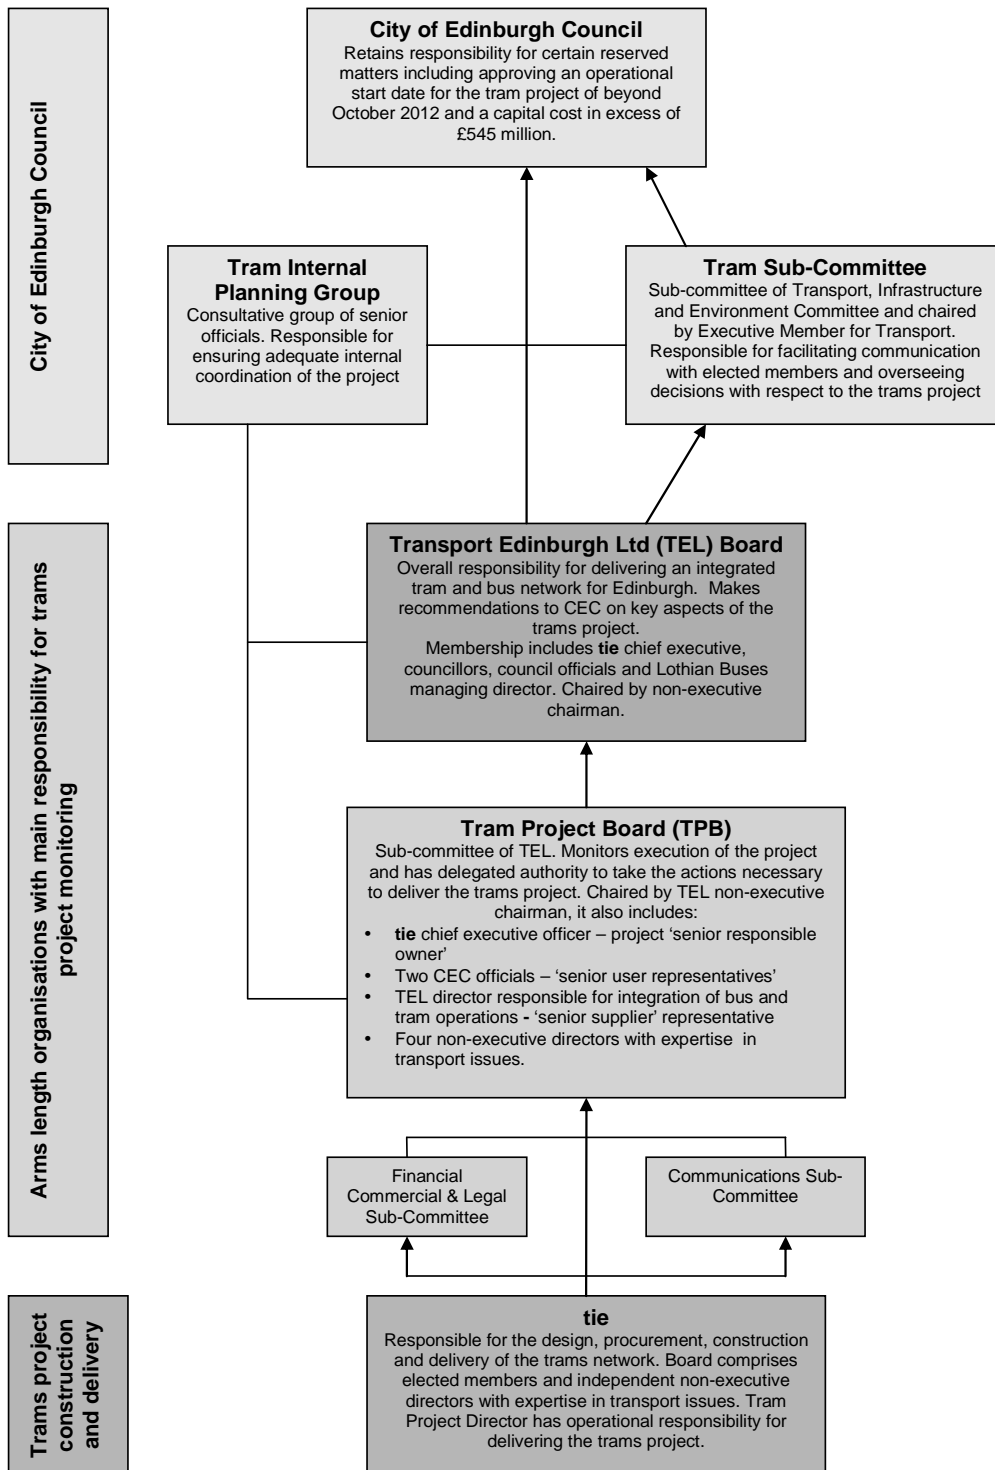 City of Edinburgh Council
City of Edinburgh Council
Retains responsibility for certain reserved
matters including approving an operational
start date for the tram project of beyond
October 2012 and a capital cost in excess of
£545 million.
Tram Internal
Planning Group
Consultative group of senior
officials. Responsible for
ensuring adequate internal
coordination of the project
Tram Sub-Committee
Sub-committee of Transport, Infrastructure
and Environment Committee and chaired
by Executive Member for Transport.
Responsible for facilitating communication
with elected members and overseeing
decisions with respect to the trams project
Arms length organisations with main responsibility for trams
project monitoring
Transport Edinburgh Ltd (TEL) Board
Overall responsibility for delivering an integrated
tram and bus network for Edinburgh. Makes
recommendations to CEC on key aspects of the
trams project.
Membership includes tie chief executive,
councillors, council officials and Lothian Buses
managing director. Chaired by non-executive
chairman.
Tram Project Board (TPB)
Sub-committee of TEL. Monitors execution of the project
and has delegated authority to take the actions necessary
to deliver the trams project. Chaired by TEL non-executive
chairman, it also includes:
• tie chief executive officer – project ‘senior responsible
owner’
• Two CEC officials – ‘senior user representatives’
• TEL director responsible for integration of bus and
tram operations - ‘senior supplier’ representative
• Four non-executive directors with expertise in
transport issues.
Financial
Commercial & Legal
Sub-Committee
Communications Sub-
Committee
Trams project
construction
and delivery
tie
Responsible for the design, procurement, construction
and delivery of the trams network. Board comprises
elected members and independent non-executive
directors with expertise in transport issues. Tram
Project Director has operational responsibility for
delivering the trams project.